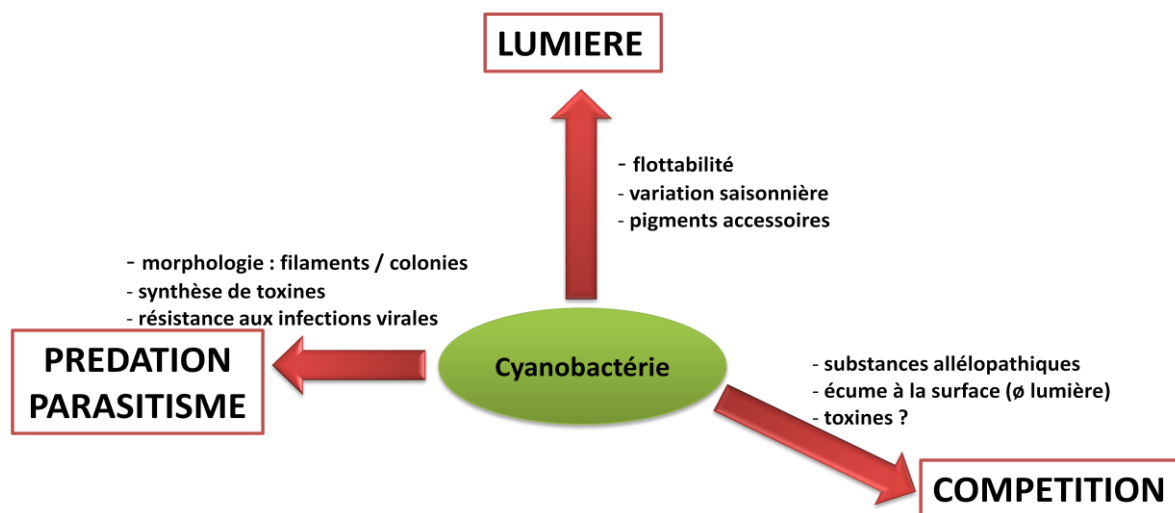 LUMIERE
- flottabilité
- variation saisonnière
- pigments accessoires
- morphologie : filaments / colonies
- synthèse de toxines
- résistance aux infections virales
PREDATION
PARASITISME
Cyanobactérie
- substances allélopathiques
- écume à la surface (ø lumière)
- toxines ?
COMPETITION